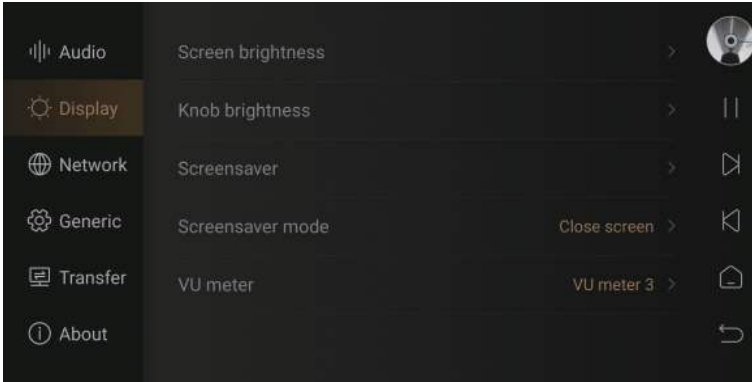 Audio
Display
Network
Generic
Transfer
About
Screen brightness
Knob brightness
Screensaver
Screensaver mode Close screen
VU meter VU meter 3